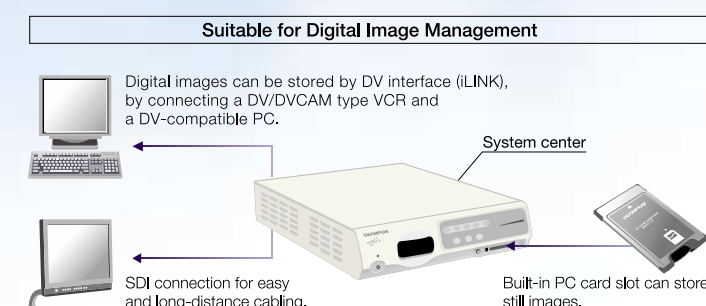 Suitable for Digital Image Management
Digital images can be stored by DV interface (iLINK),
by connecting a DV/DVCAM type VCR and
a DV-compatible PC.
System center
OLYMPUS
OLYMPUS
SDI connection for easy
and long-distance cabling.
Built-in PC card slot can store
still images.